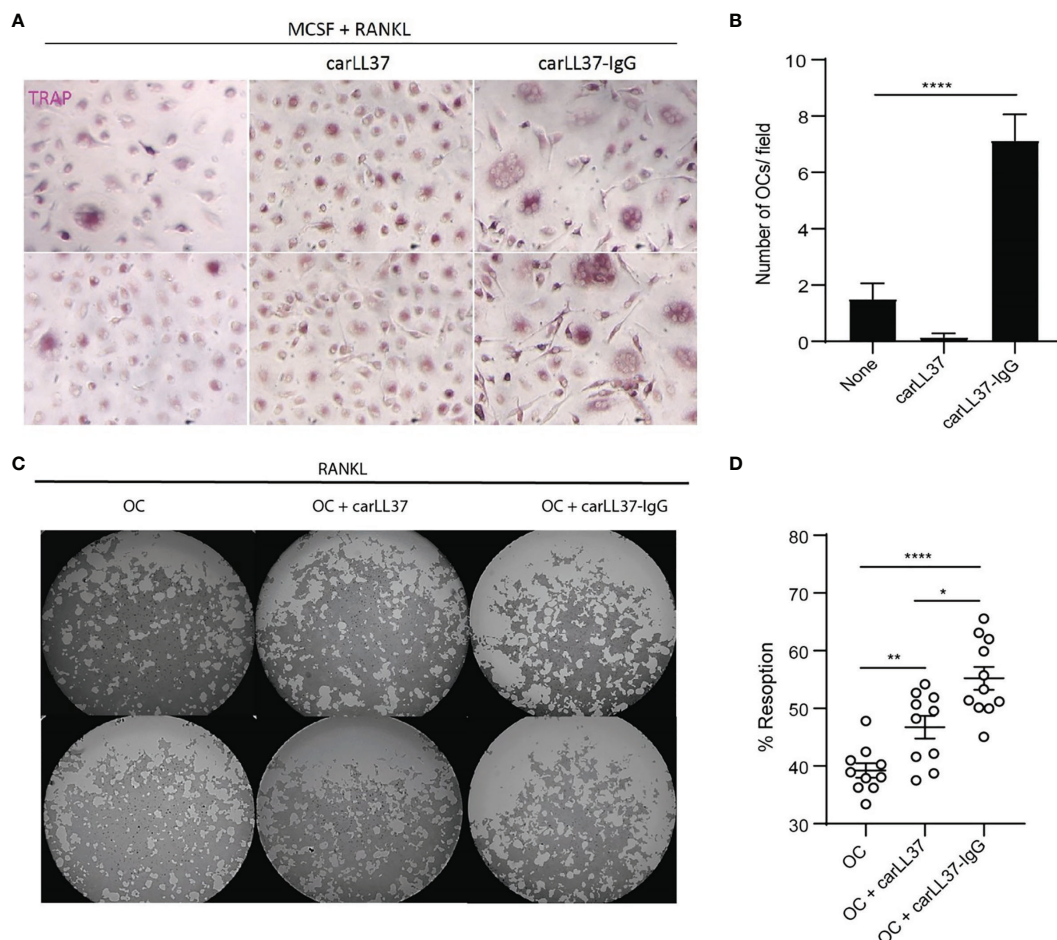 A
MCSF + RANKL
carLL37
carLL37-IgG
TRAP
B
10
8
6
4
2
0
Number of OCs/ field
****
None
carLL37
carLL37-IgG
C
RANKL
OC
OC + carLL37
OC + carLL37-IgG
D
80
70
60
50
40
30
% Resoption
****
*
**
OC
OC + carLL37
OC + carLL37-IgG